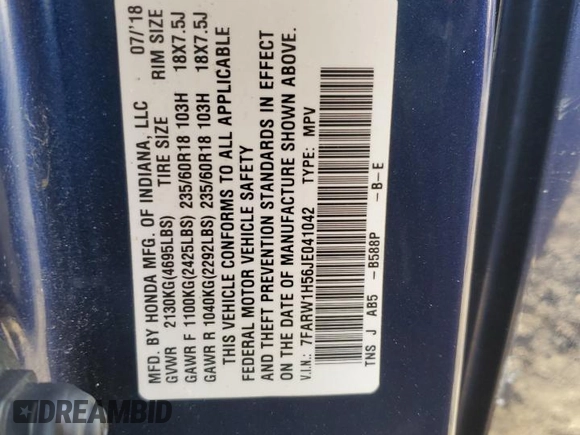 MFD. BY HONDA MFG. OF INDIANA, LLC 07/'18
GVWR 2130KG(4695LBS) TIRE SIZE RIM SIZE
GAWR F 1100KG(2425LBS) 235/60R18 103H 18X7.5J
GAWR R 1040KG(2292LBS) 235/60R18 103H 18X7.5J
THIS VEHICLE CONFORMS TO ALL APPLICABLE
FEDERAL MOTOR VEHICLE SAFETY
AND THEFT PREVENTION STANDARDS IN EFFECT
ON THE DATE OF MANUFACTURE SHOWN ABOVE.
V.I.N.: 7FARW1H56JE041042 TYPE: MPV
TNS J AB5 -B588P -B-E
DREAMBID